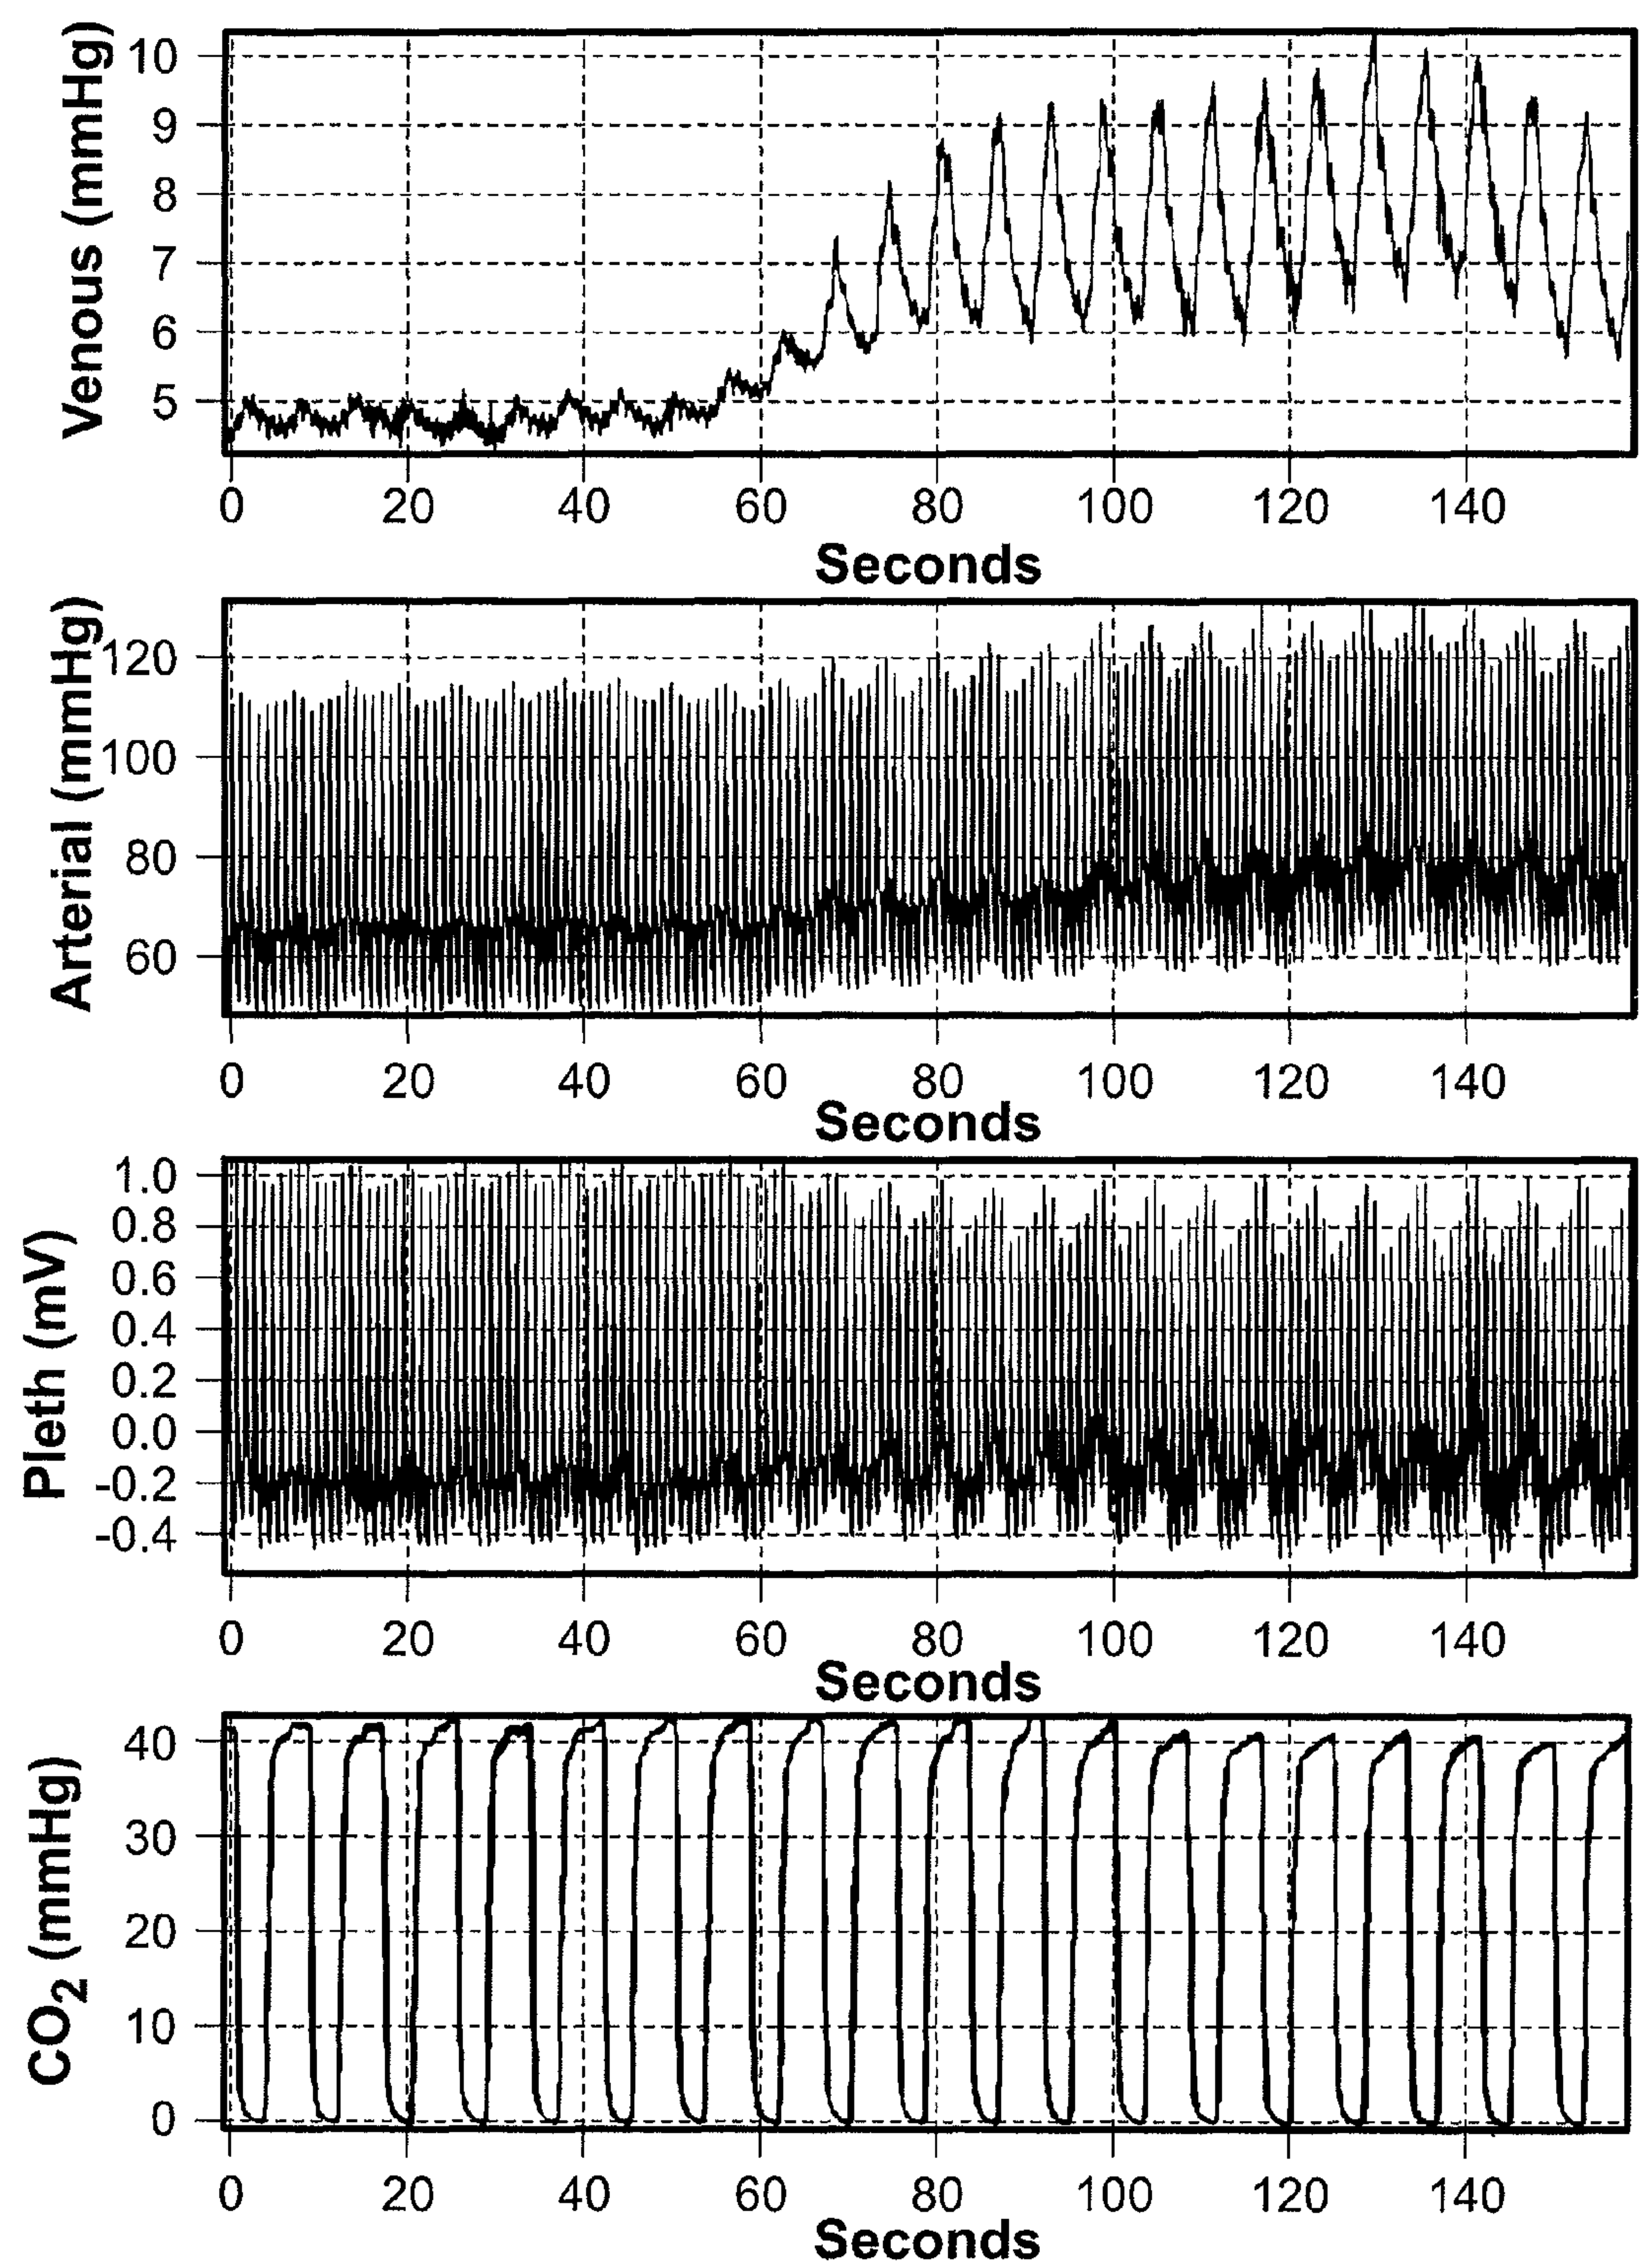 Venous (mmHg)
10
9
8
7
6
5
0 20 40 60 80 100 120 140
Seconds
Arterial (mmHg)
120
100
80
60
0 20 40 60 80 100 120 140
Seconds
Pleth (mV)
1.0
0.8
0.6
0.4
0.2
0.0
-0.2
-0.4
0 20 40 60 80 100 120 140
Seconds
CO₂ (mmHg)
40
30
20
10
0
0 20 40 60 80 100 120 140
Seconds